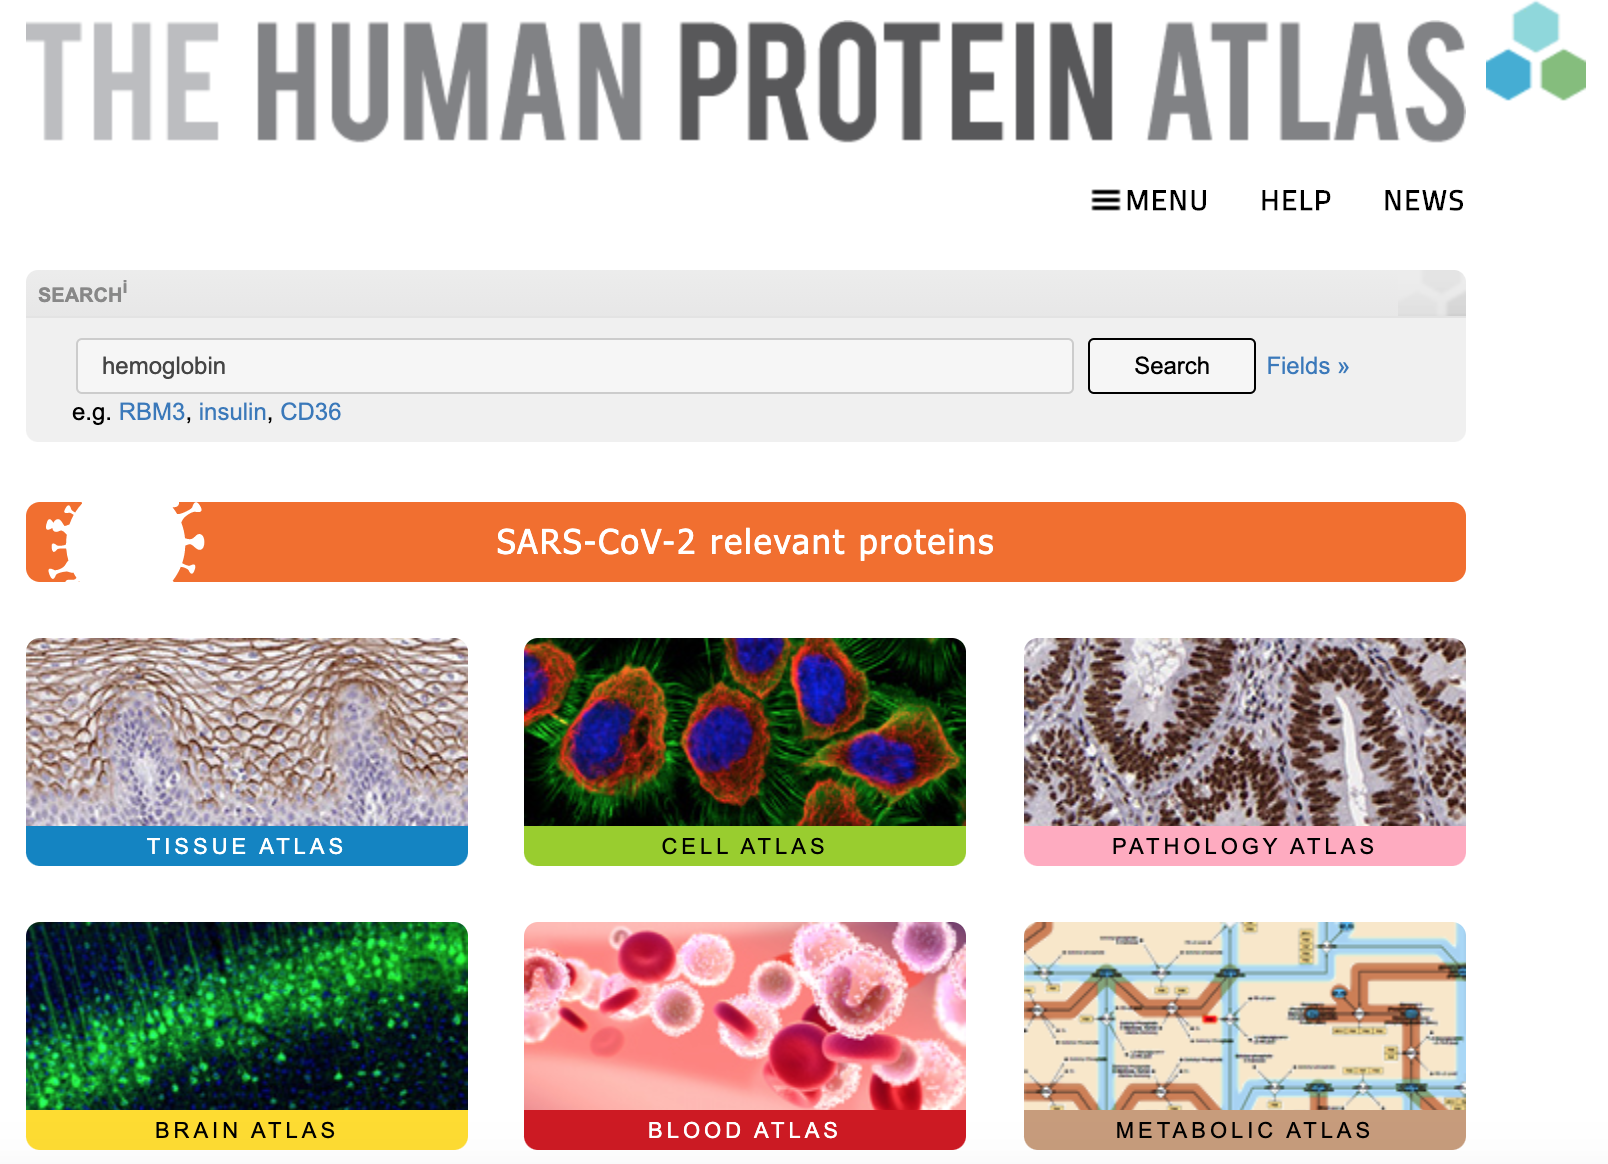 THE HUMAN PROTEIN ATLAS
MENU HELP NEWS
SEARCHⁱ
hemoglobin Search Fields »
e.g. RBM3, insulin, CD36
SARS-CoV-2 relevant proteins
TISSUE ATLAS CELL ATLAS PATHOLOGY ATLAS
BRAIN ATLAS BLOOD ATLAS METABOLIC ATLAS